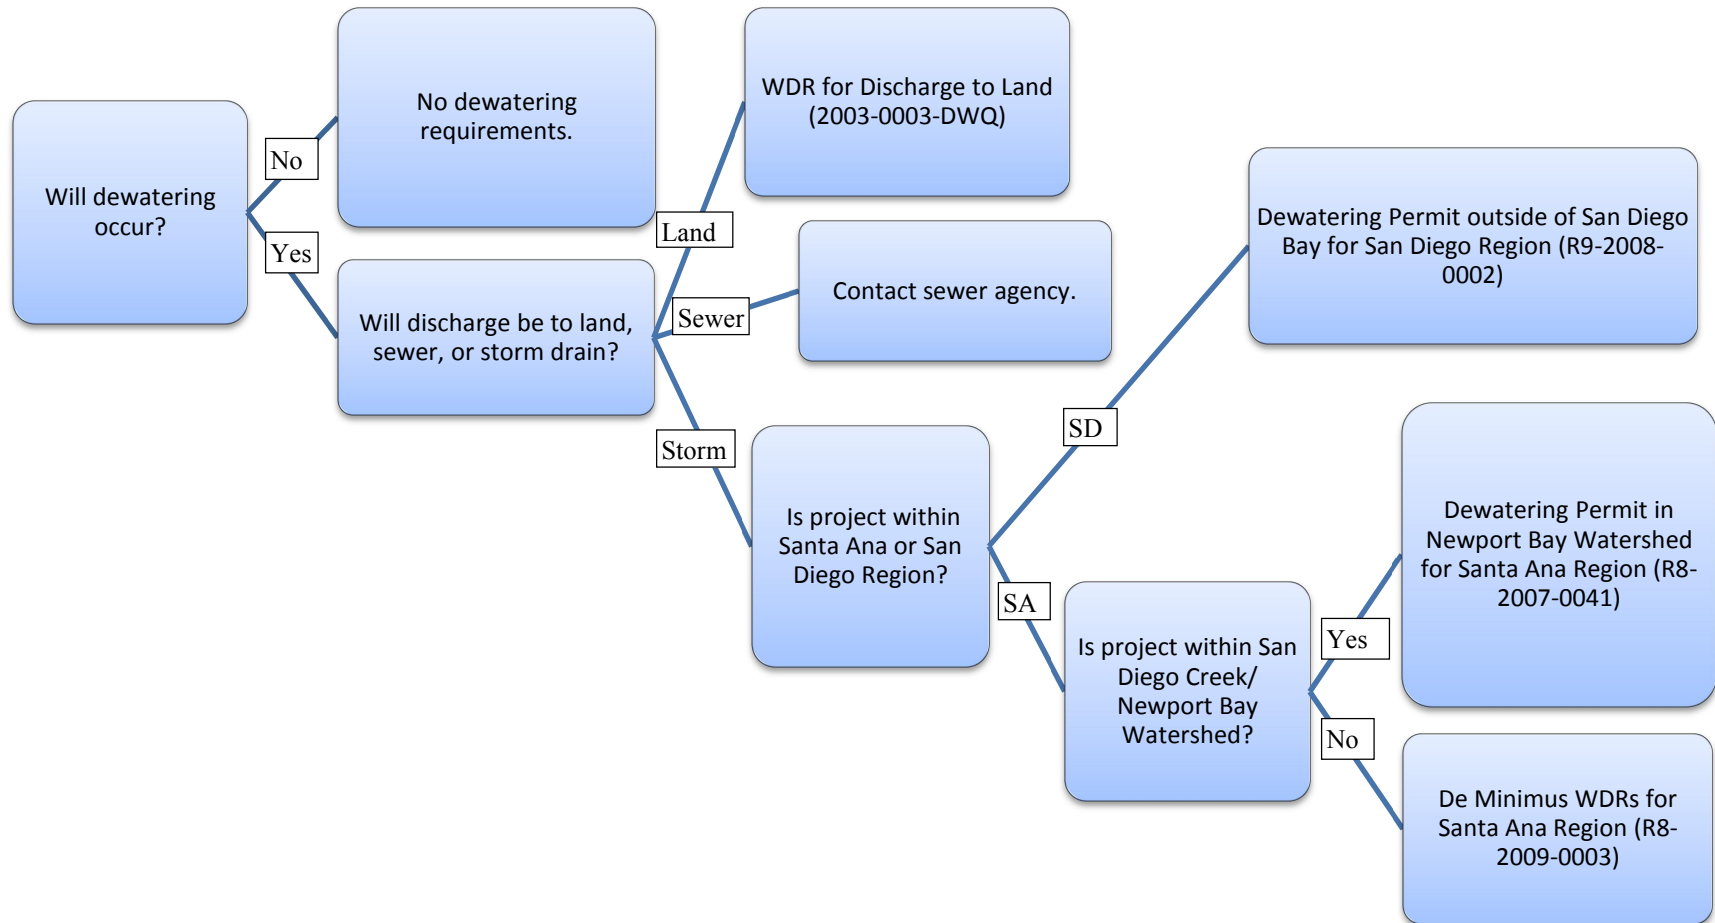 Will dewatering
occur?
No
Yes
No dewatering
requirements.
Will discharge be to land,
sewer, or storm drain?
Land
Sewer
Storm
WDR for Discharge to Land
(2003-0003-DWQ)
Contact sewer agency.
Is project within
Santa Ana or San
Diego Region?
SD
SA
Dewatering Permit outside of San Diego
Bay for San Diego Region (R9-2008-
0002)
Is project within San
Diego Creek/
Newport Bay
Watershed?
Yes
No
Dewatering Permit in
Newport Bay Watershed
for Santa Ana Region (R8-
2007-0041)
De Minimus WDRs for
Santa Ana Region (R8-
2009-0003)